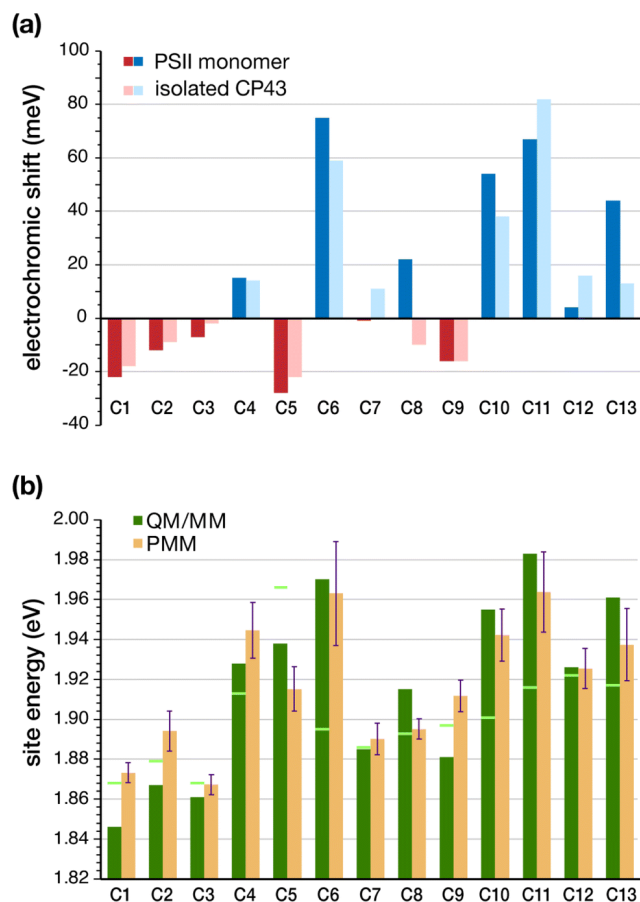 (a)
electrochromic shift (meV)
100
80
60
40
20
0
-20
-40
PSII monomer
isolated CP43
C1 C2 C3 C4 C5 C6 C7 C8 C9 C10 C11 C12 C13
(b)
site energy (eV)
2.00
1.98
1.96
1.94
1.92
1.90
1.88
1.86
1.84
1.82
QM/MM
PMM
C1 C2 C3 C4 C5 C6 C7 C8 C9 C10 C11 C12 C13